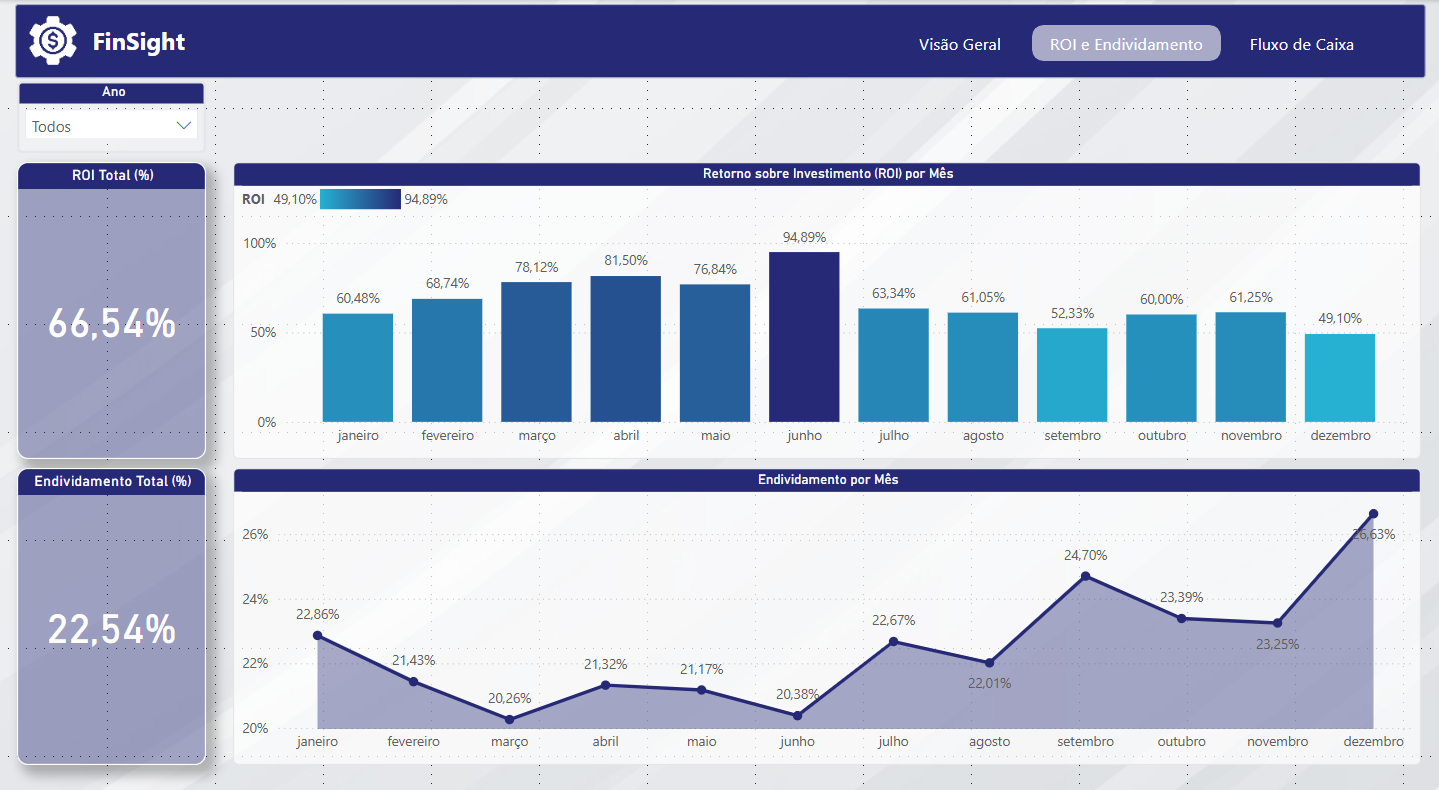 FinSight
Visão Geral
ROI e Endividamento
Fluxo de Caixa
Ano
Todos
ROI Total (%)
66,54%
Retorno sobre Investimento (ROI) por Mês
ROI 49,10% 94,89%
100%
50%
0%
60,48%
68,74%
78,12%
81,50%
76,84%
94,89%
63,34%
61,05%
52,33%
60,00%
61,25%
49,10%
janeiro
fevereiro
março
abril
maio
junho
julho
agosto
setembro
outubro
novembro
dezembro
Endividamento Total (%)
22,54%
Endividamento por Mês
26%
24%
22%
20%
22,86%
21,43%
20,26%
21,32%
21,17%
20,38%
22,67%
22,01%
24,70%
23,39%
23,25%
26,63%
janeiro
fevereiro
março
abril
maio
junho
julho
agosto
setembro
outubro
novembro
dezembro